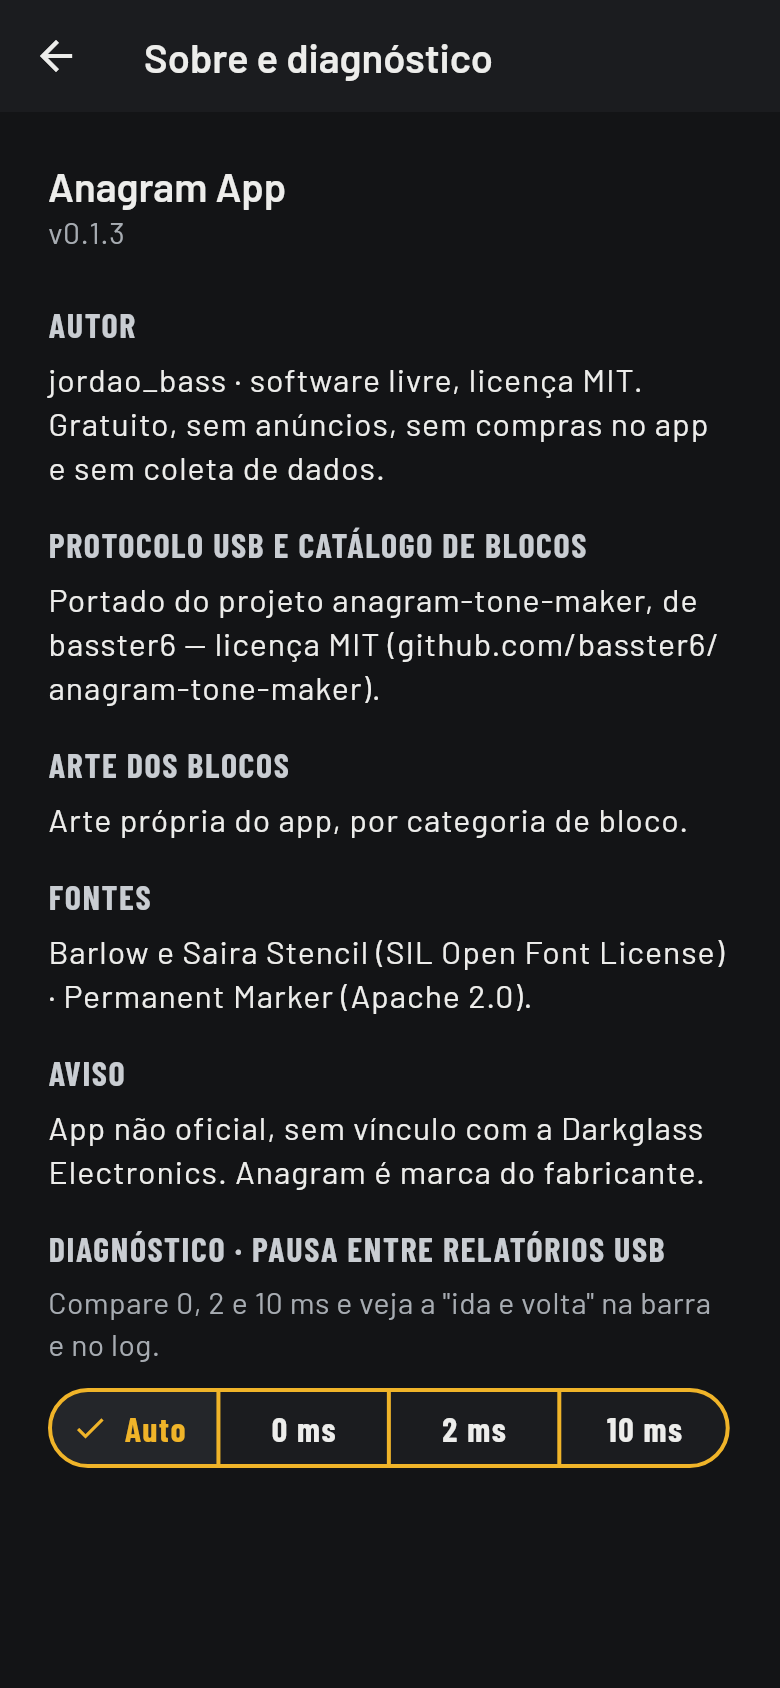 Sobre e diagnóstico
Anagram App
v0.1.3
AUTOR
jordao_bass · software livre, licença MIT.
Gratuito, sem anúncios, sem compras no app
e sem coleta de dados.
PROTOCOLO USB E CATÁLOGO DE BLOCOS
Portado do projeto anagram-tone-maker, de
basster6 — licença MIT (github.com/basster6/
anagram-tone-maker).
ARTE DOS BLOCOS
Arte própria do app, por categoria de bloco.
FONTES
Barlow e Saira Stencil (SIL Open Font License)
· Permanent Marker (Apache 2.0).
AVISO
App não oficial, sem vínculo com a Darkglass
Electronics. Anagram é marca do fabricante.
DIAGNÓSTICO · PAUSA ENTRE RELATÓRIOS USB
Compare 0, 2 e 10 ms e veja a "ida e volta" na barra
e no log.
Auto 0 ms 2 ms 10 ms